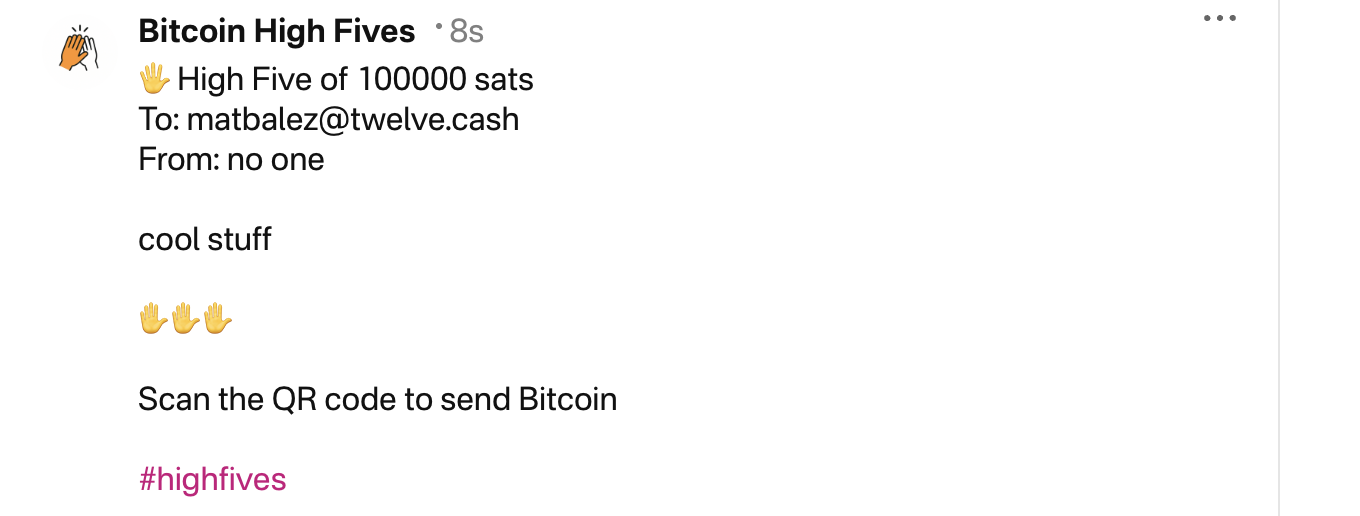 Bitcoin High Fives · 8s
🖐 High Five of 100000 sats
To: matbalez@twelve.cash
From: no one
cool stuff
✋✋✋
Scan the QR code to send Bitcoin
#highfives